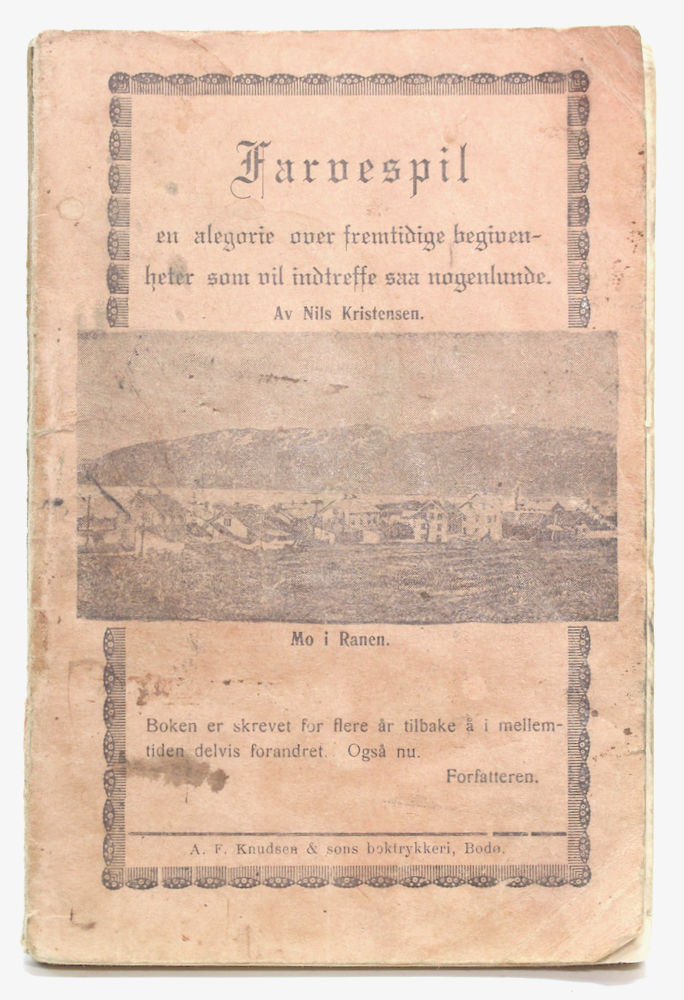 Farvespil
en alegorie over fremtidige begiven-
heter som vil indtreffe saa nogenlunde.
Av Nils Kristensen.
Mo i Ranen.
Boken er skrevet for flere år tilbake å i mellem-
tiden delvis forandret. Også nu.
Forfatteren.
A. F. Knudsen & søns boktrykkeri, Bodø.